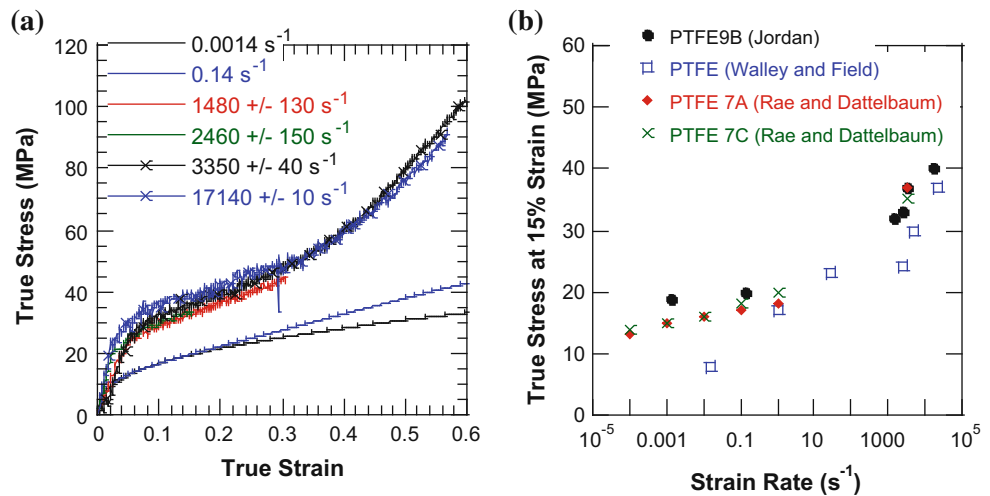 (a)
True Stress (MPa)
120
100
80
60
40
20
0
0.0014 s⁻¹
0.14 s⁻¹
1480 +/- 130 s⁻¹
2460 +/- 150 s⁻¹
3350 +/- 40 s⁻¹
17140 +/- 10 s⁻¹
0 0.1 0.2 0.3 0.4 0.5 0.6
True Strain
(b)
True Stress at 15% Strain (MPa)
60
50
40
30
20
10
0
PTFE9B (Jordan)
PTFE (Walley and Field)
PTFE 7A (Rae and Dattelbaum)
PTFE 7C (Rae and Dattelbaum)
10⁻⁵ 0.001 0.1 10 1000 10⁵
Strain Rate (s⁻¹)